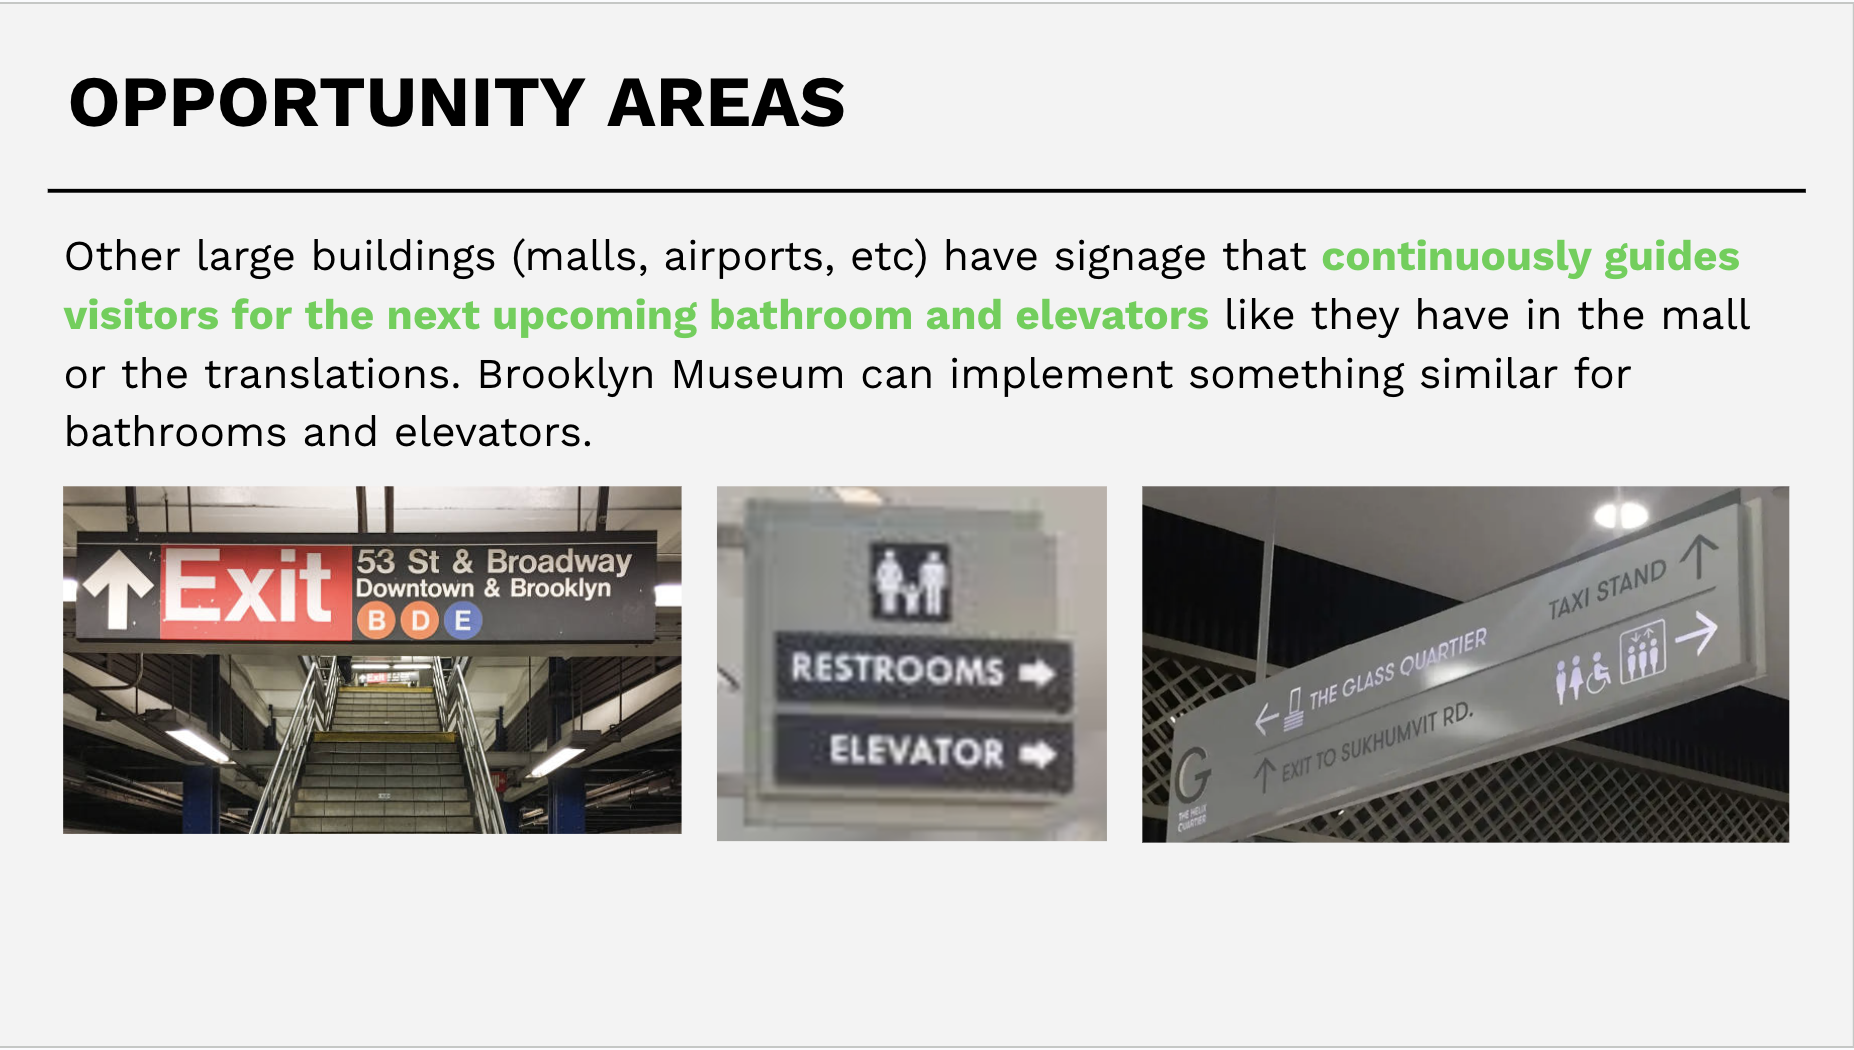 OPPORTUNITY AREAS
Other large buildings (malls, airports, etc) have signage that continuously guides
visitors for the next upcoming bathroom and elevators like they have in the mall
or the translations. Brooklyn Museum can implement something similar for
bathrooms and elevators.
Exit
53 St & Broadway
Downtown & Brooklyn
B D E
Exit
RESTROOMS
ELEVATOR
TAXI STAND
THE GLASS QUARTIER
EXIT TO SUKHUMVIT RD.
G
THE HELIX
QUARTIER